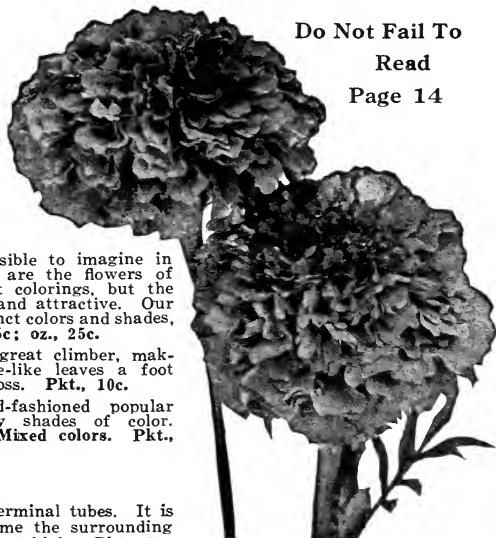 Do Not Fail To
Read
Page 14
sible to imagine in
are the flowers of
t colorings, but the
and attractive. Our
nct colors and shades,
5c; oz., 25c.
great climber, mak-
e-like leaves a foot
oss. Pkt., 10c.
d-fashioned popular
y shades of color.
Mixed colors. Pkt.,
erminal tubes. It is
me the surrounding